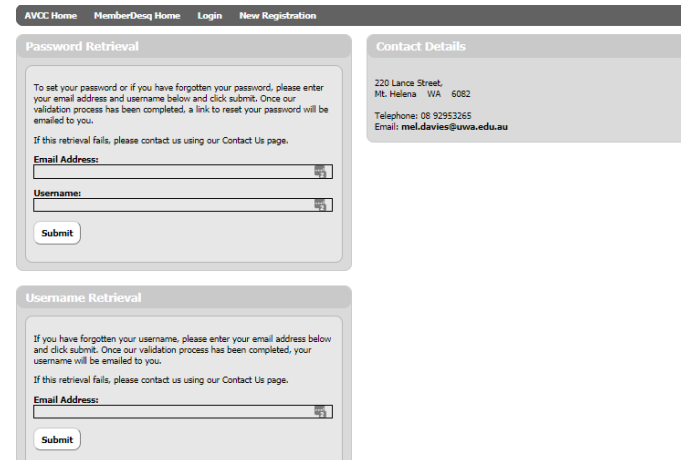 AVCC Home MemberDesq Home Login New Registration
Password Retrieval
To set your password or if you have forgotten your password, please enter
your email address and username below and click submit. Once our
validation process has been completed, a link to reset your password will be
emailed to you.
If this retrieval fails, please contact us using our Contact Us page.
Email Address:
Username:
Submit
Username Retrieval
If you have forgotten your username, please enter your email address below
and click submit. Once our validation process has been completed, your
username will be emailed to you.
If this retrieval fails, please contact us using our Contact Us page.
Email Address:
Submit
Contact Details
220 Lance Street,
Mt. Helena WA 6082
Telephone: 08 92953265
Email: mel.davies@uwa.edu.au